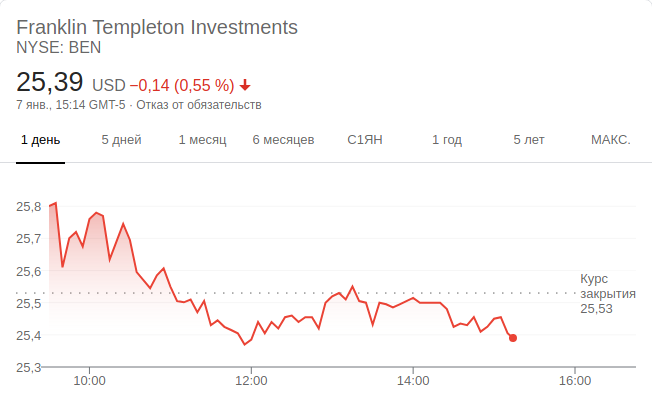 Franklin Templeton Investments
NYSE: BEN
25,39 USD −0,14 (0,55 %)
7 янв., 15:14 GMT-5 · Отказ от обязательств
1 день 5 дней 1 месяц 6 месяцев С1ЯН 1 год 5 лет МАКС.
25,8
25,7
25,6
25,5
25,4
25,3
Курс
закрытия
25,53
10:00 12:00 14:00 16:00